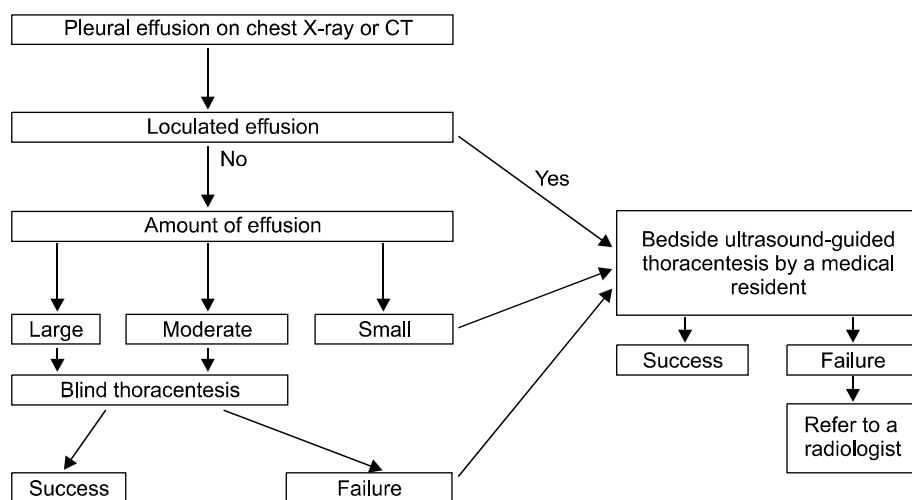 Pleural effusion on chest X-ray or CT
Loculated effusion
No
Yes
Amount of effusion
Bedside ultrasound-guided
thoracentesis by a medical
resident
Large
Moderate
Small
Success
Failure
Blind thoracentesis
Refer to a
radiologist
Success
Failure